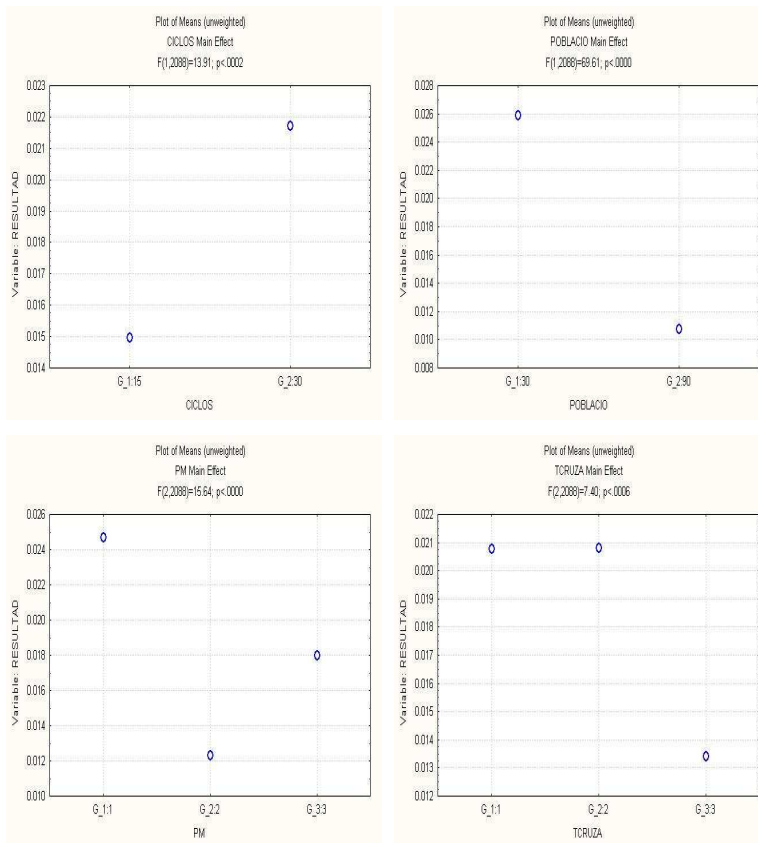 Plot of Means (unweighted)
CICLOS Main Effect
F(1,2088)=13.91; p<.0002
0.023
0.022
0.021
0.020
0.019
0.018
0.017
0.016
0.015
0.014
Variable: RESULTAD
G_1:15 G_2:30
CICLOS
Plot of Means (unweighted)
POBLACIO Main Effect
F(1,2088)=69.61; p<.0000
0.028
0.026
0.024
0.022
0.020
0.018
0.016
0.014
0.012
0.010
0.008
Variable: RESULTAD
G_1:30 G_2:90
POBLACIO
Plot of Means (unweighted)
PM Main Effect
F(2,2088)=15.64; p<.0000
0.026
0.024
0.022
0.020
0.018
0.016
0.014
0.012
0.010
Variable: RESULTAD
G_1:1 G_2:2 G_3:3
PM
Plot of Means (unweighted)
TCRUZA Main Effect
F(2,2088)=7.40; p<.0006
0.022
0.021
0.020
0.019
0.018
0.017
0.016
0.015
0.014
0.013
0.012
Variable: RESULTAD
G_1:1 G_2:2 G_3:3
TCRUZA